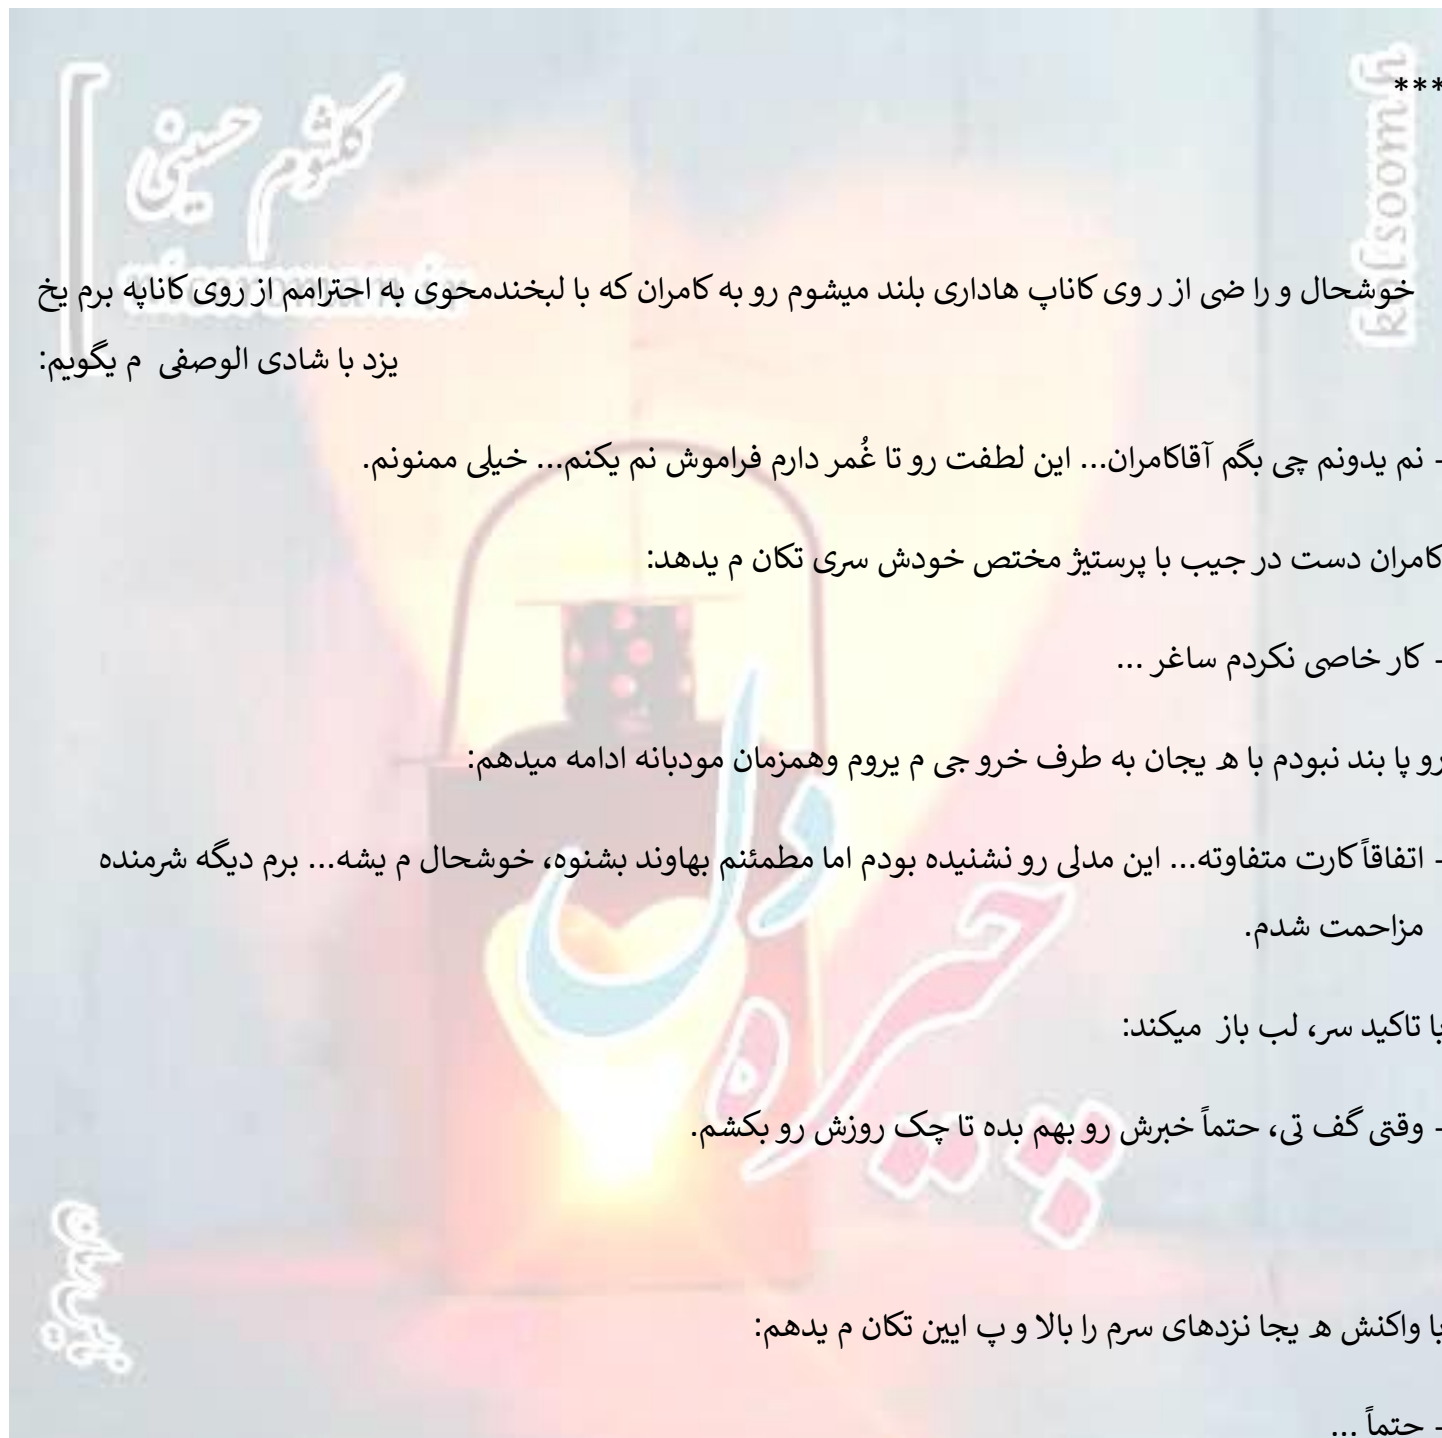 ***
کلثوم حسینی
kolsoom h
خوشحال و را ضی از ر وی کاناپ هاداری بلند میشوم رو به کامران که با لبخندمحوی به احترامم از روی کاناپه برم یخ
یزد با شادی الوصفی م یگویم:
- نم یدونم چی بگم آقاکامران... این لطفت رو تا عُمر دارم فراموش نم یکنم... خیلی ممنونم.
کامران دست در جیب با پرستیژ مختص خودش سری تکان م یدهد:
- کار خاصی نکردم ساغر ...
رو پا بند نبودم با ه یجان به طرف خرو جی م یروم وهمزمان مودبانه ادامه میدهم:
- اتفاقاً کارت متفاوته... این مدلی رو نشنیده بودم اما مطمئنم بهاوند بشنوه، خوشحال م یشه... برم دیگه شرمنده
مزاحمت شدم.
با تاکید سر، لب باز میکند:
- وقتی گف تی، حتماً خبرش رو بهم بده تا چک روزش رو بکشم.
چیره دل
با واکنش ه یجا نزدهای سرم را بالا و پ ایین تکان م یدهم:
- حتماً ...